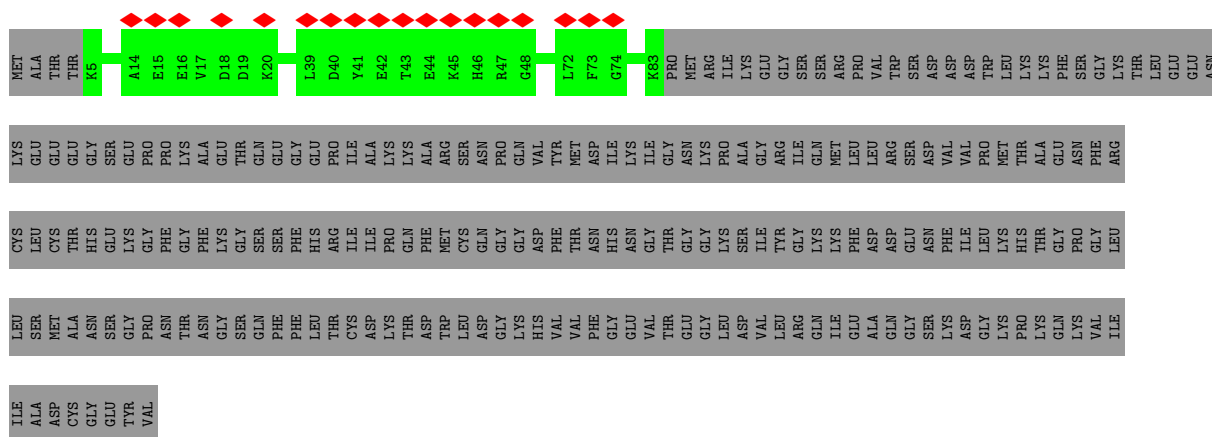 MET ALA THR THR K5 A14 E15 E16 V17 D18 D19 K20 L39 D40 Y41 E42 T43 E44 K45 H46 R47 G48 L72 F73 G74 K83 PRO MET ARG ILE LYS GLU GLY SER SER ARG PRO VAL TRP SER ASP ASP ASP TRP LEU LYS LYS PHE SER GLY LYS THR LEU GLU GLU ASN
LYS GLU GLU GLU GLY SER GLU PRO PRO LYS ALA GLU THR GLN GLU GLY GLU PRO ILE ALA LYS LYS ALA ARG SER ASN PRO GLN VAL TYR MET ASP ILE LYS ILE GLY ASN LYS PRO ALA GLY ARG ILE GLN MET LEU LEU ARG SER ASP VAL VAL PRO MET THR ALA GLU ASN PHE ARG
CYS LEU CYS THR HIS GLU LYS GLY PHE GLY PHE LYS GLY SER SER PHE HIS ARG ILE ILE PRO GLN PHE MET CYS GLN GLY GLY ASP PHE THR ASN HIS ASN GLY THR GLY GLY LYS SER ILE TYR GLY LYS LYS PHE ASP ASP GLU ASN PHE ILE LEU LYS HIS THR GLY PRO GLY LEU
LEU SER MET ALA ASN SER GLY PRO ASN THR ASN GLY SER GLN PHE PHE LEU THR CYS ASP LYS THR ASP TRP LEU ASP GLY LYS HIS VAL VAL PHE GLY GLU VAL THR GLU GLY LEU ASP VAL LEU ARG GLN ILE GLU ALA GLN GLY SER LYS ASP GLY LYS PRO LYS GLN LYS VAL ILE
ILE ALA ASP CYS GLY GLU TYR VAL